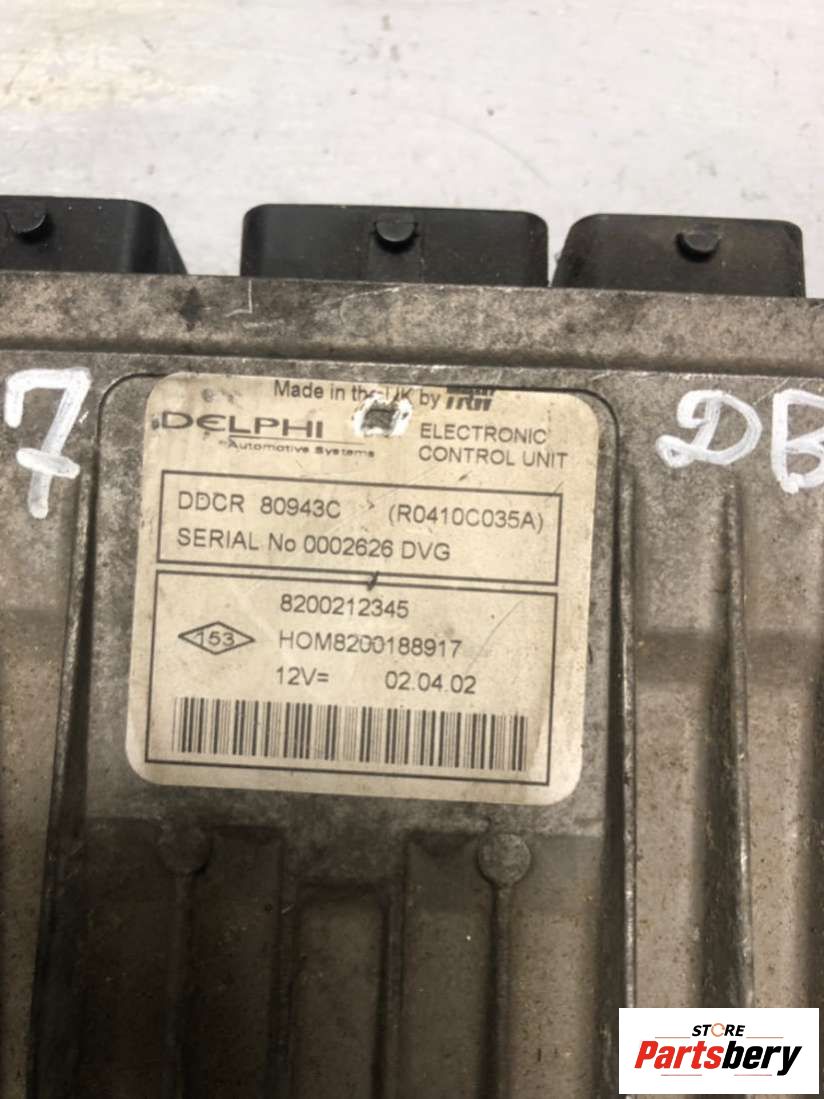 Made in the UK by TRW
DELPHI
Automotive Systems
ELECTRONIC
CONTROL UNIT
7
DB
DDCR 80943C (R0410C035A)
SERIAL No 0002626 DVG
8200212345
153
HOM8200188917
12V= 02.04.02
STORE
Partsbery